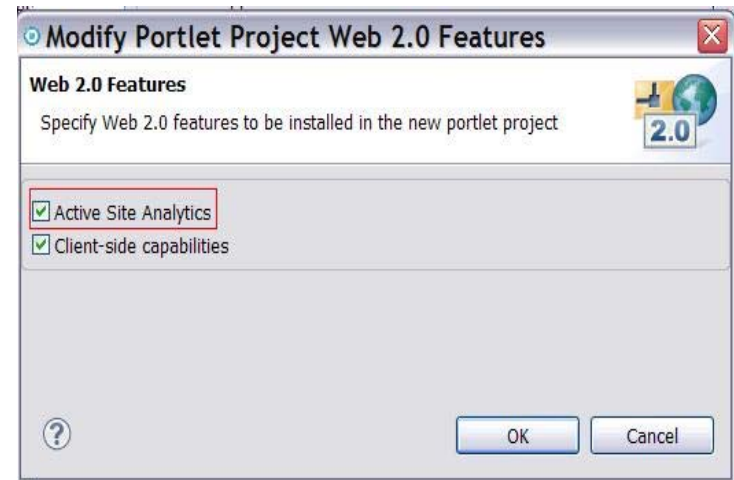 Modify Portlet Project Web 2.0 Features
Web 2.0 Features
Specify Web 2.0 features to be installed in the new portlet project
2.0
Active Site Analytics
Client-side capabilities
?
OK
Cancel